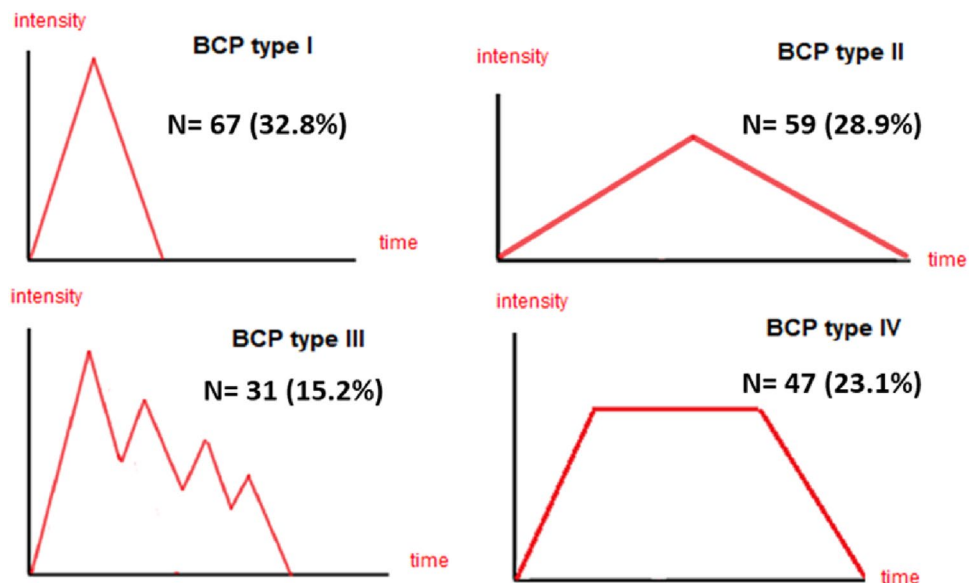 intensity
BCP type I
N= 67 (32.8%)
time
intensity
BCP type II
N= 59 (28.9%)
time
intensity
BCP type III
N= 31 (15.2%)
time
intensity
BCP type IV
N= 47 (23.1%)
time